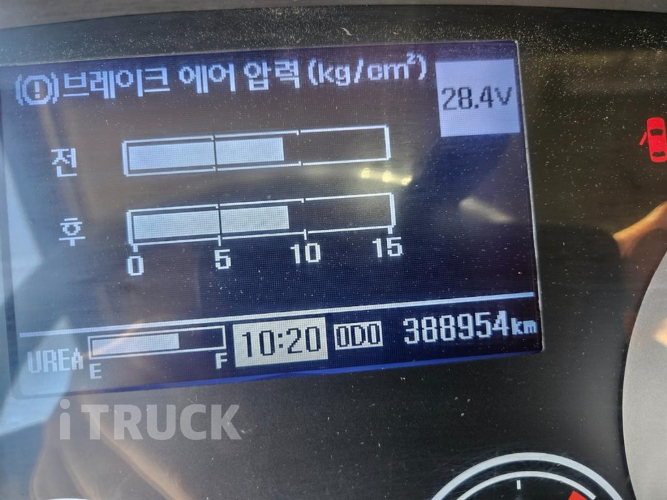 (!)브레이크 에어 압력 (kg/cm²)
28.4V
전
후
0 5 10 15
UREA E F 10:20 ODO 388954km
iTRUCK